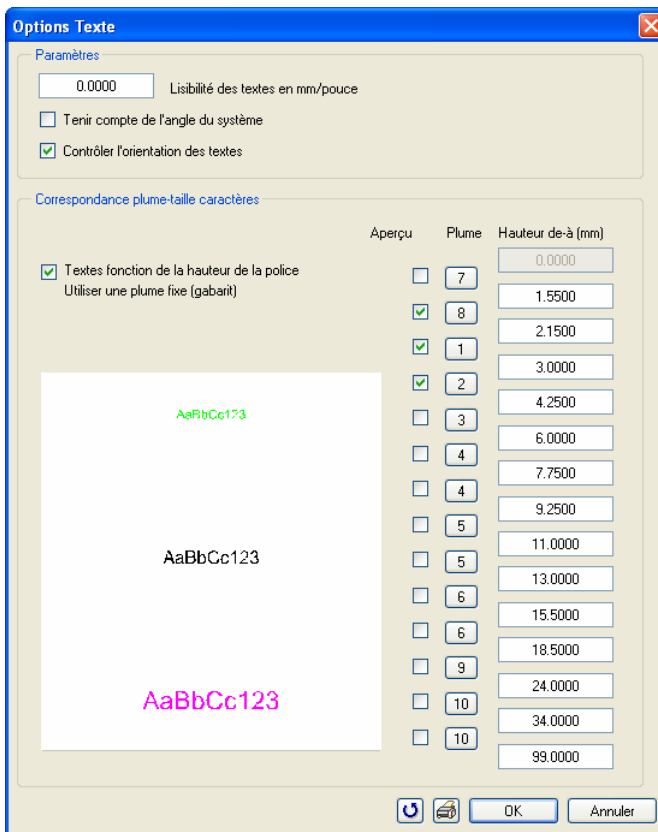 Options Texte
Paramètres
0.0000 Lisibilité des textes en mm/pouce
Tenir compte de l'angle du système
Contrôler l'orientation des textes
Correspondance plume-taille caractères
Aperçu Plume Hauteur de-à (mm)
0.0000
Textes fonction de la hauteur de la police
7
Utiliser une plume fixe (gabarit)
1.5500
8
2.1500
1
3.0000
2
4.2500
AaBbCc123
3
6.0000
4
7.7500
4
9.2500
5
11.0000
AaBbCc123
5
13.0000
6
15.5000
6
18.5000
9
24.0000
AaBbCc123
10
34.0000
10
99.0000
OK Annuler